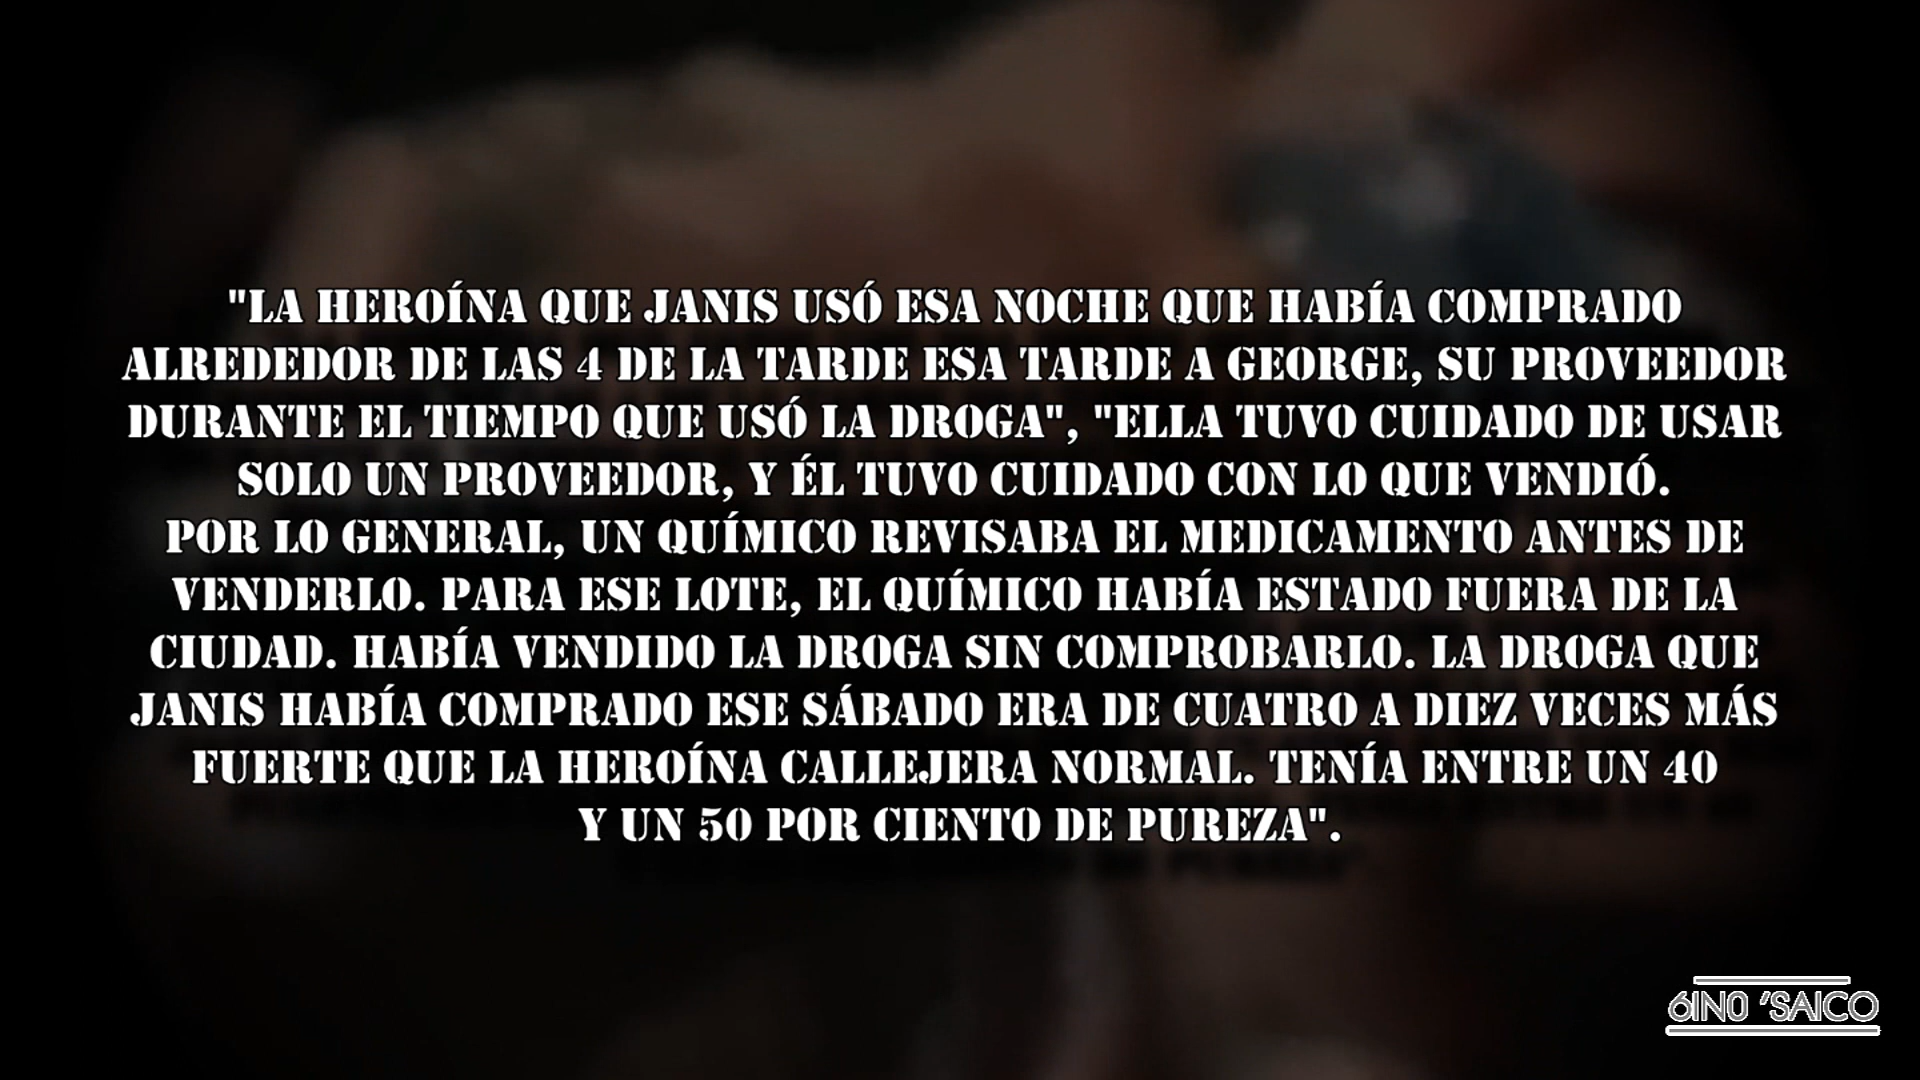 "LA HEROÍNA QUE JANIS USÓ ESA NOCHE QUE HABÍA COMPRADO
ALREDEDOR DE LAS 4 DE LA TARDE ESA TARDE A GEORGE, SU PROVEEDOR
DURANTE EL TIEMPO QUE USÓ LA DROGA", "ELLA TUVO CUIDADO DE USAR
SOLO UN PROVEEDOR, Y ÉL TUVO CUIDADO CON LO QUE VENDIÓ.
POR LO GENERAL, UN QUÍMICO REVISABA EL MEDICAMENTO ANTES DE
VENDERLO. PARA ESE LOTE, EL QUÍMICO HABÍA ESTADO FUERA DE LA
CIUDAD. HABÍA VENDIDO LA DROGA SIN COMPROBARLO. LA DROGA QUE
JANIS HABÍA COMPRADO ESE SÁBADO ERA DE CUATRO A DIEZ VECES MÁS
FUERTE QUE LA HEROÍNA CALLEJERA NORMAL. TENÍA ENTRE UN 40
Y UN 50 POR CIENTO DE PUREZA".
6IN0 'SAICO